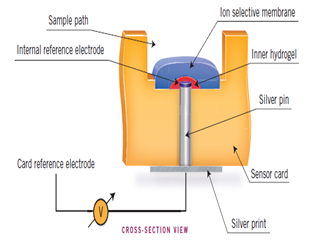 Sample path
Ion selective membrane
Internal reference electrode
Inner hydrogel
Silver pin
Card reference electrode
Sensor card
V
CROSS-SECTION VIEW
Silver print